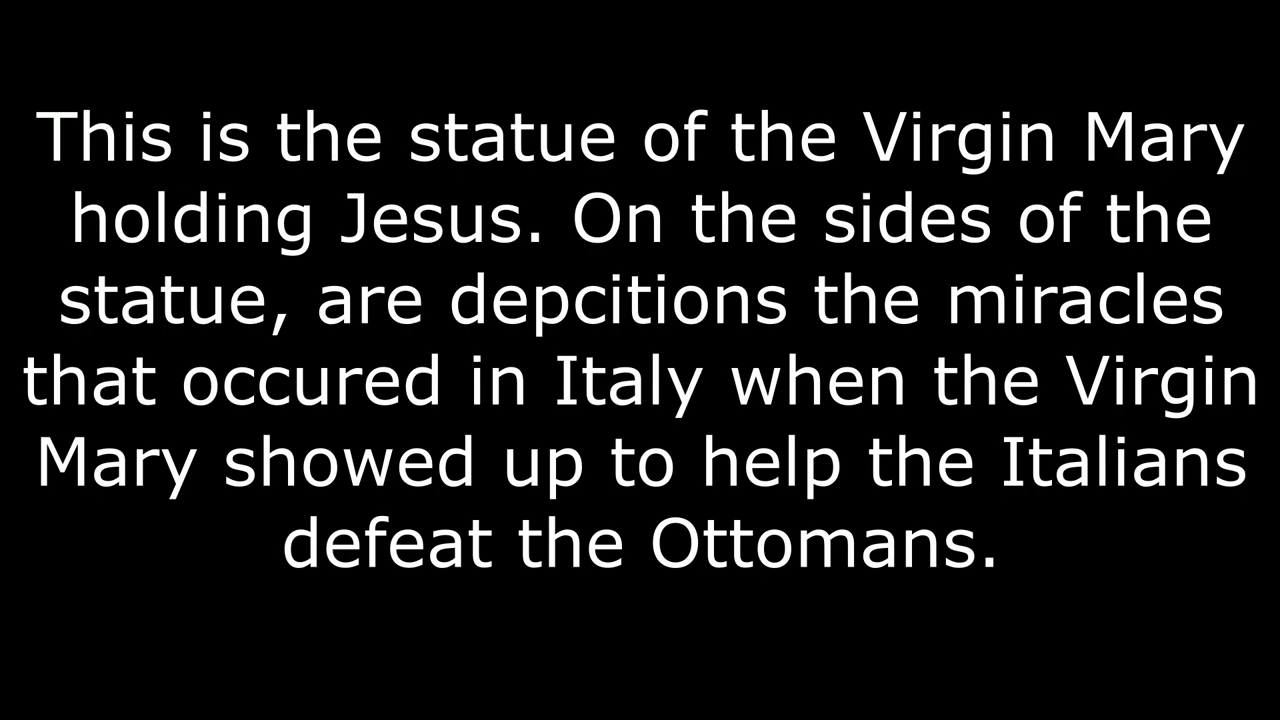 This is the statue of the Virgin Mary
holding Jesus. On the sides of the
statue, are depcitions the miracles
that occured in Italy when the Virgin
Mary showed up to help the Italians
defeat the Ottomans.